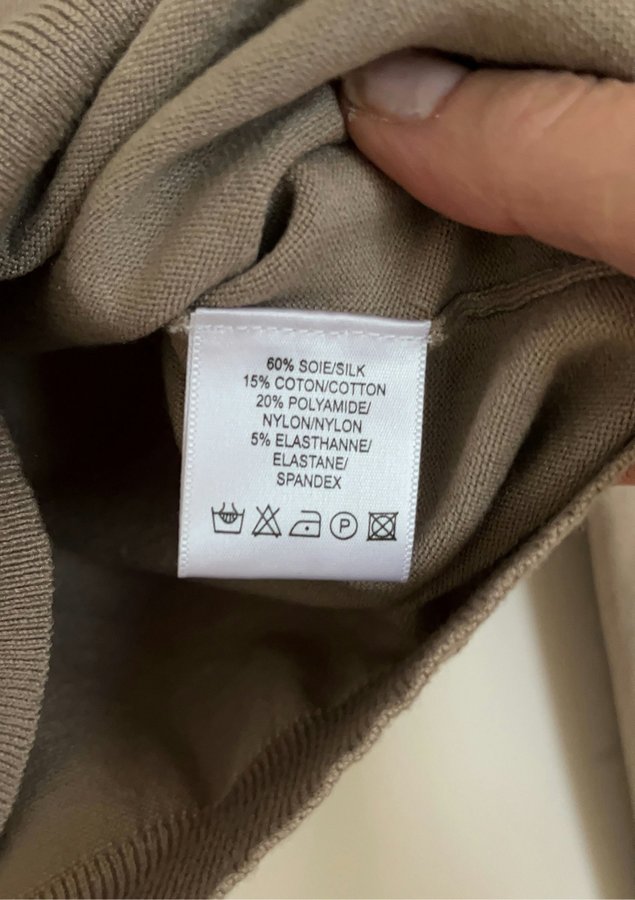 60% SOIE/SILK
15% COTON/COTTON
20% POLYAMIDE/
NYLON/NYLON
5% ELASTHANNE/
ELASTANE/
SPANDEX
P